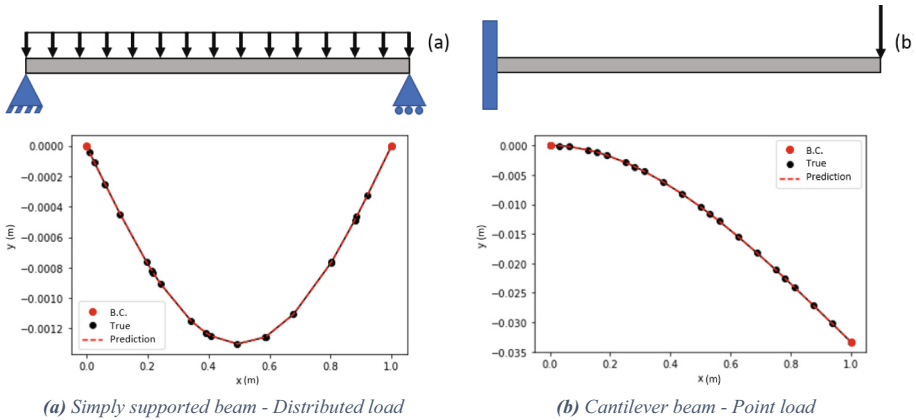 (a)
(b)
0.0000
−0.0002
−0.0004
−0.0006
−0.0008
−0.0010
−0.0012
y (m)
B.C.
True
Prediction
0.0
0.2
0.4
0.6
0.8
1.0
x (m)
0.000
−0.005
−0.010
−0.015
−0.020
−0.025
−0.030
−0.035
y (m)
B.C.
True
Prediction
0.0
0.2
0.4
0.6
0.8
1.0
x (m)
(a) Simply supported beam - Distributed load
(b) Cantilever beam - Point load